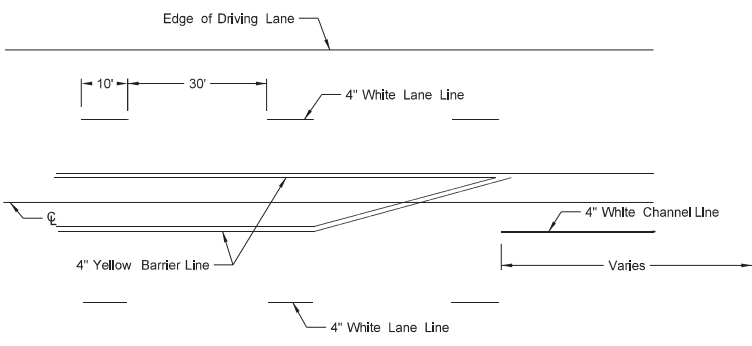 Edge of Driving Lane
10'
30'
4" White Lane Line
℄
4" White Channel Line
4" Yellow Barrier Line
Varies
4" White Lane Line